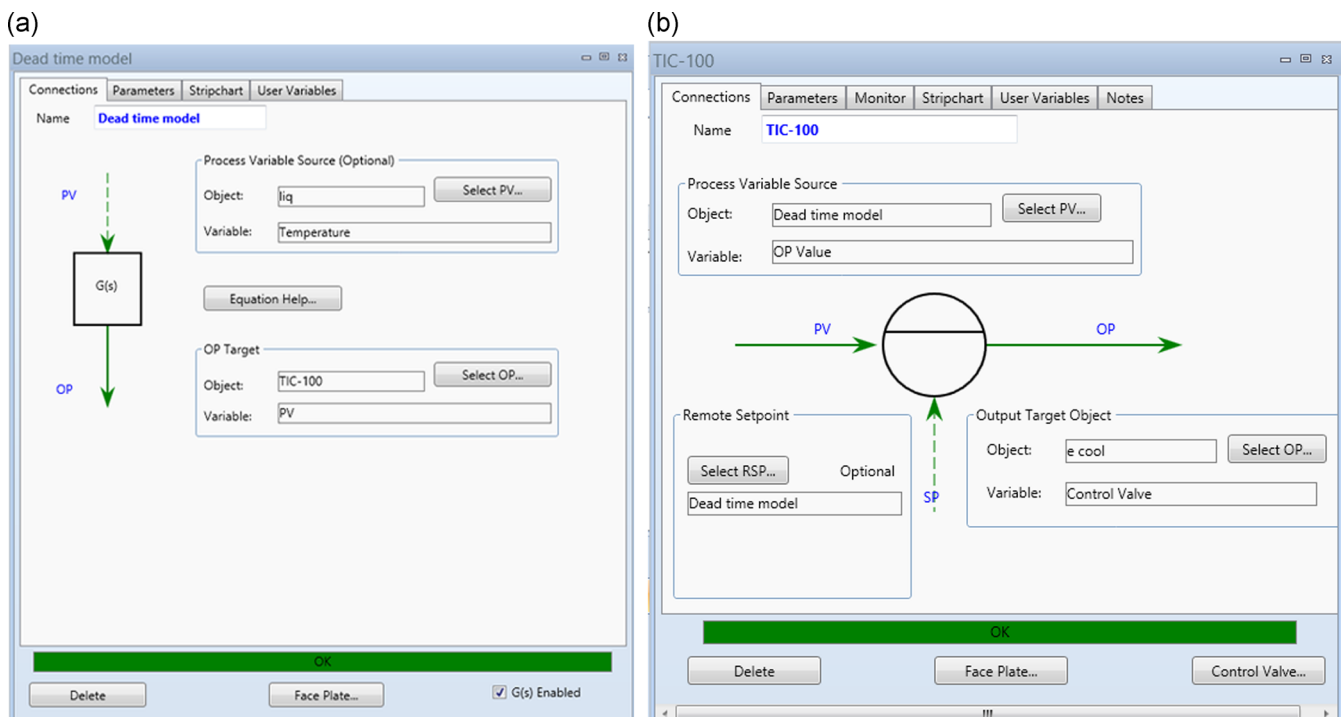 (a)
Dead time model
Connections Parameters Stripchart User Variables
Name Dead time model
Process Variable Source (Optional)
PV
Object: liq Select PV...
Variable: Temperature
G(s)
Equation Help...
OP Target
OP
Object: TIC-100 Select OP...
Variable: PV
OK
Delete Face Plate... G(s) Enabled
(b)
TIC-100
Connections Parameters Monitor Stripchart User Variables Notes
Name TIC-100
Process Variable Source
Object: Dead time model Select PV...
Variable: OP Value
PV OP
Remote Setpoint
Select RSP... Optional
Dead time model
SP
Output Target Object
Object: e cool Select OP...
Variable: Control Valve
OK
Delete Face Plate... Control Valve...